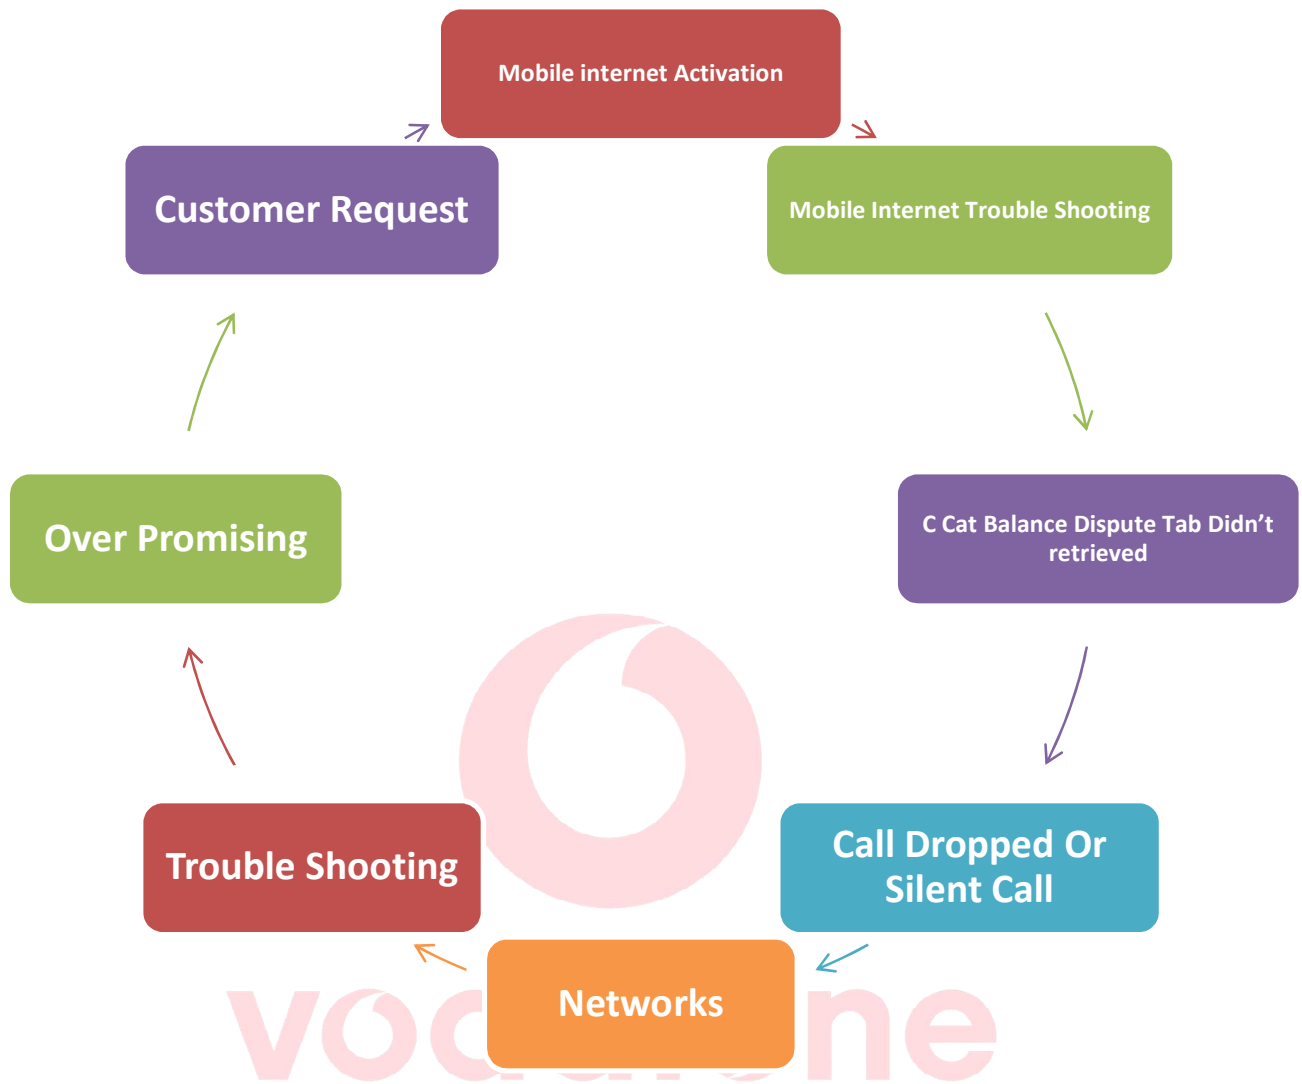 Mobile internet Activation
Mobile Internet Trouble Shooting
C Cat Balance Dispute Tab Didn’t
retrieved
Call Dropped Or
Silent Call
Networks
Trouble Shooting
Over Promising
Customer Request